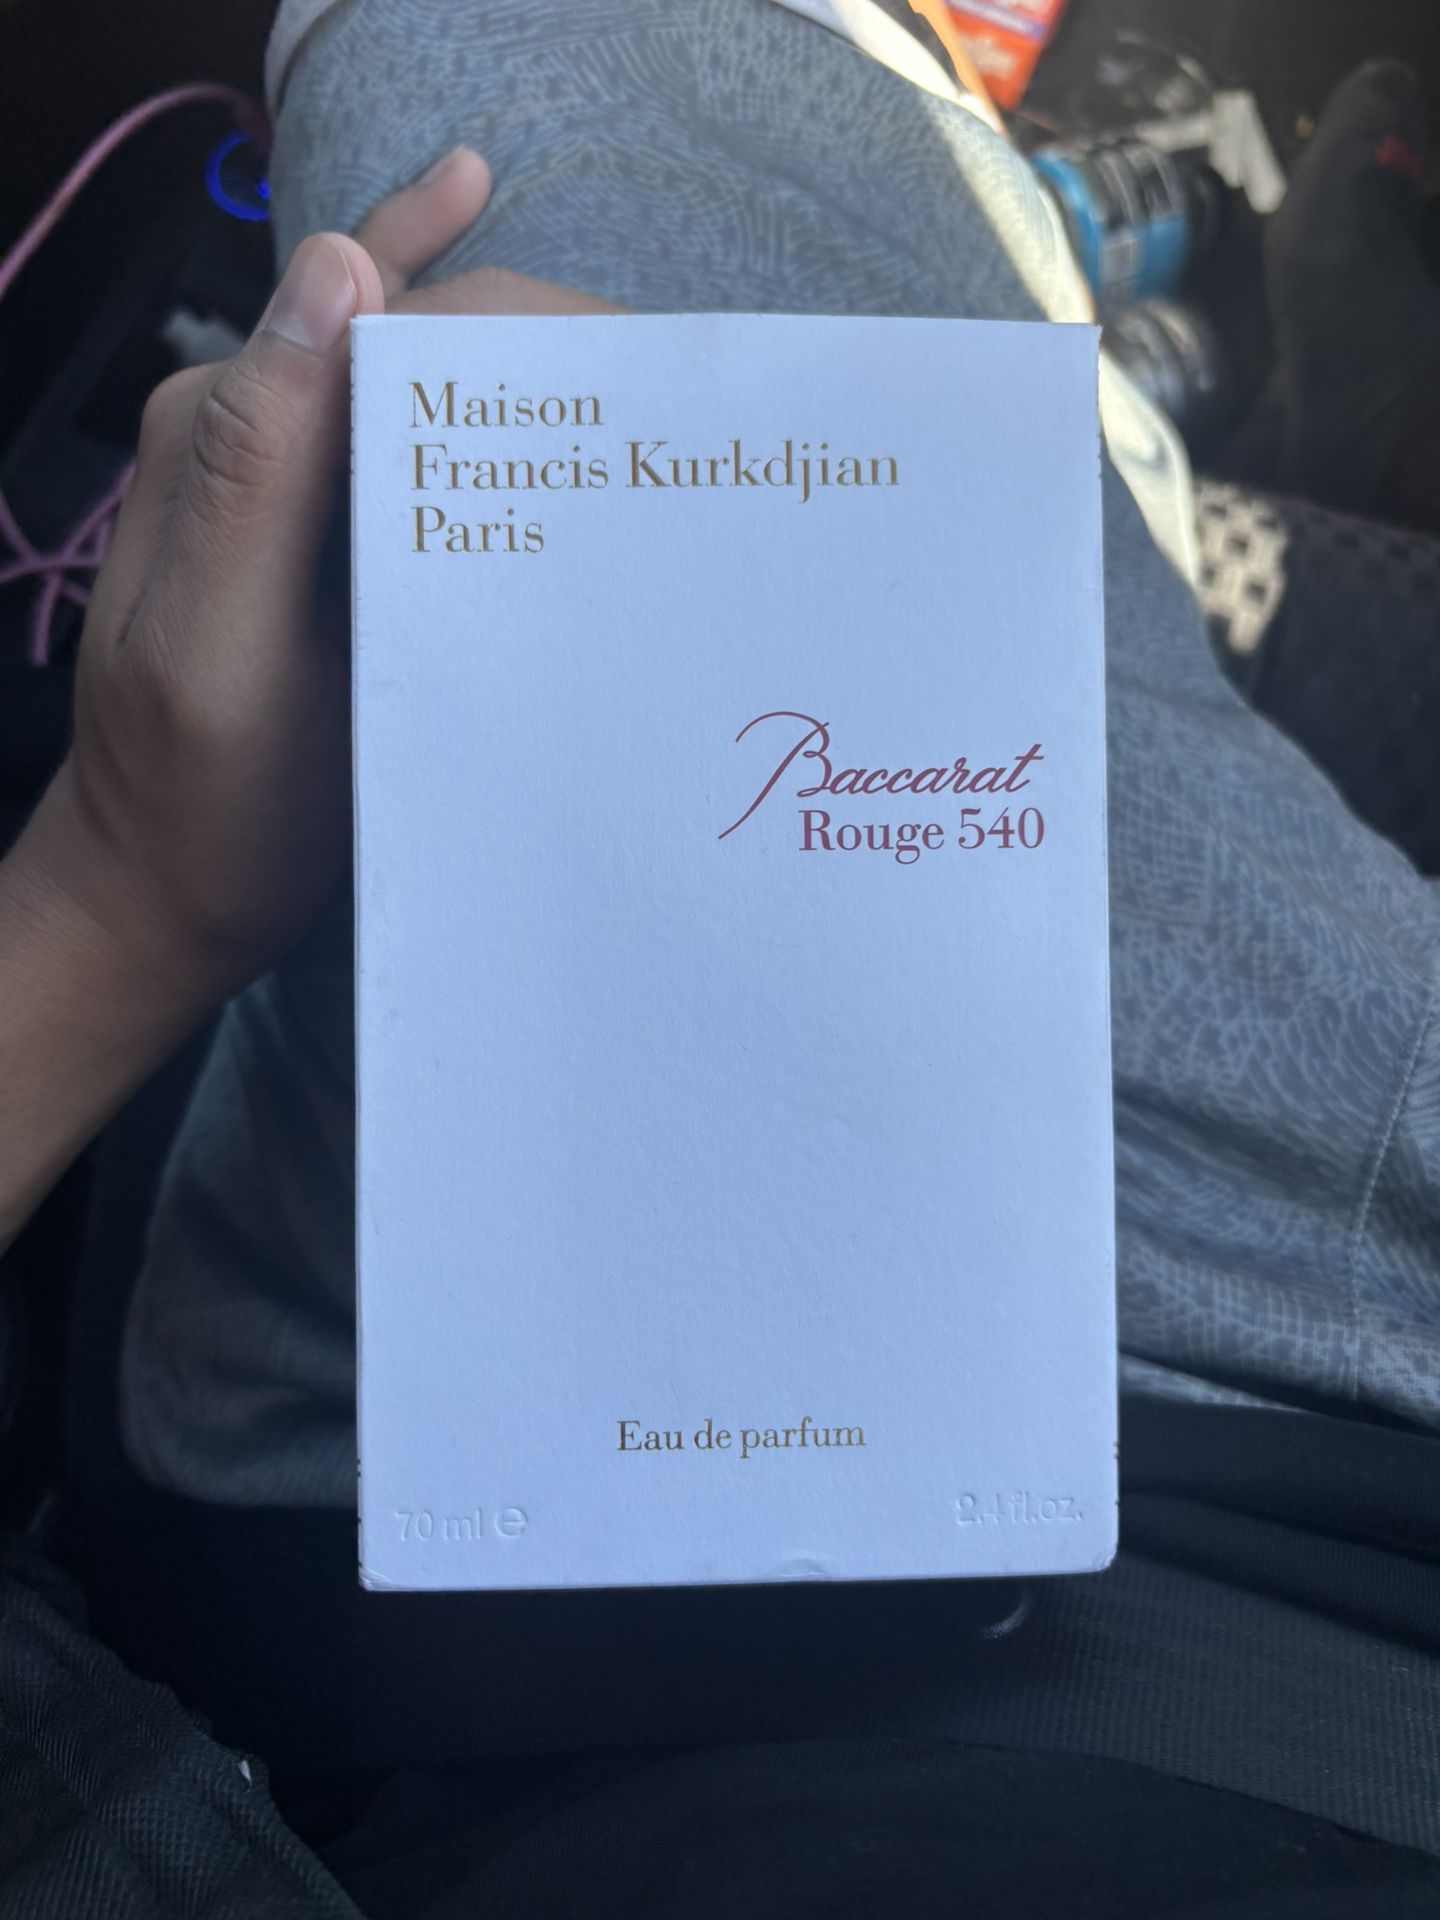 Maison
Francis Kurkdjian
Paris
Baccarat
Rouge 540
Eau de parfum
70 ml ℮
2.4 fl.oz.